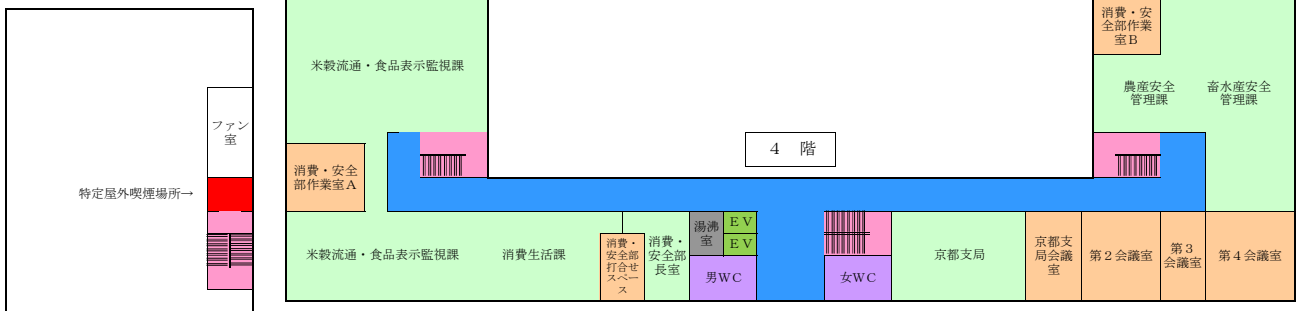 ファン
室
特定屋外喫煙場所→
米穀流通・食品表示監視課
消費・安全
部作業室A
米穀流通・食品表示監視課
消費生活課
消費・
安全部
打合せ
スペー
ス
消費・
安全部
長室
湯沸
室
ＥＶ
ＥＶ
男WC
４　階
女WC
京都支局
京都支
局会議
室
第２会議室
第３
会議室
第４会議室
消費・安
全部作業
室B
農産安全
管理課
畜水産安全
管理課